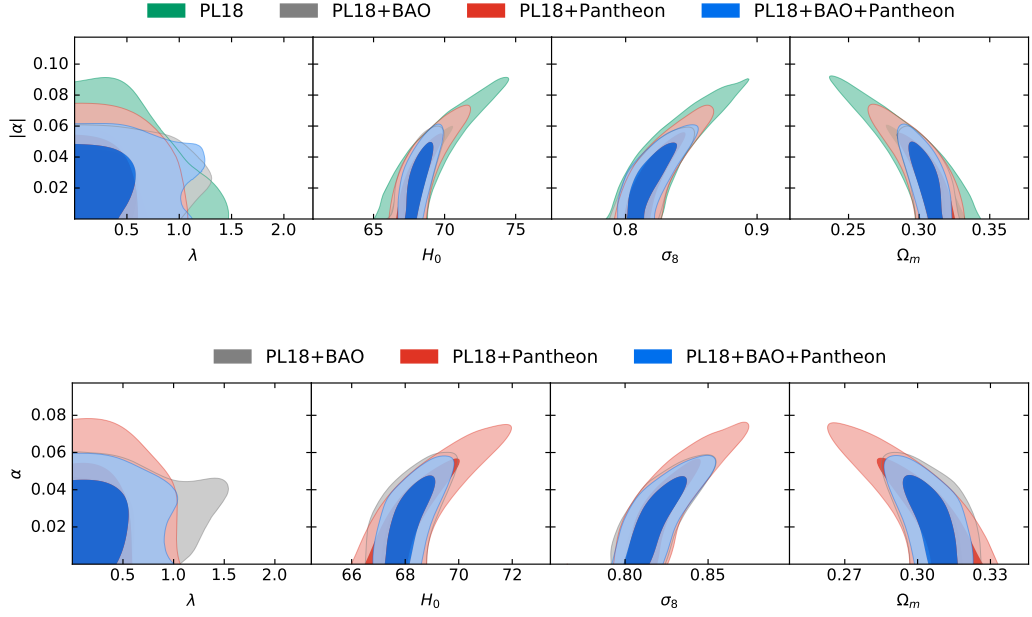 PL18 PL18+BAO PL18+Pantheon PL18+BAO+Pantheon
|α|
0.10
0.08
0.06
0.04
0.02
0.5 1.0 1.5 2.0 65 70 75 0.8 0.9 0.25 0.30 0.35
λ H₀ σ₈ Ωₘ
PL18+BAO PL18+Pantheon PL18+BAO+Pantheon
α
0.08
0.06
0.04
0.02
0.5 1.0 1.5 2.0 66 68 70 72 0.80 0.85 0.27 0.30 0.33
λ H₀ σ₈ Ωₘ